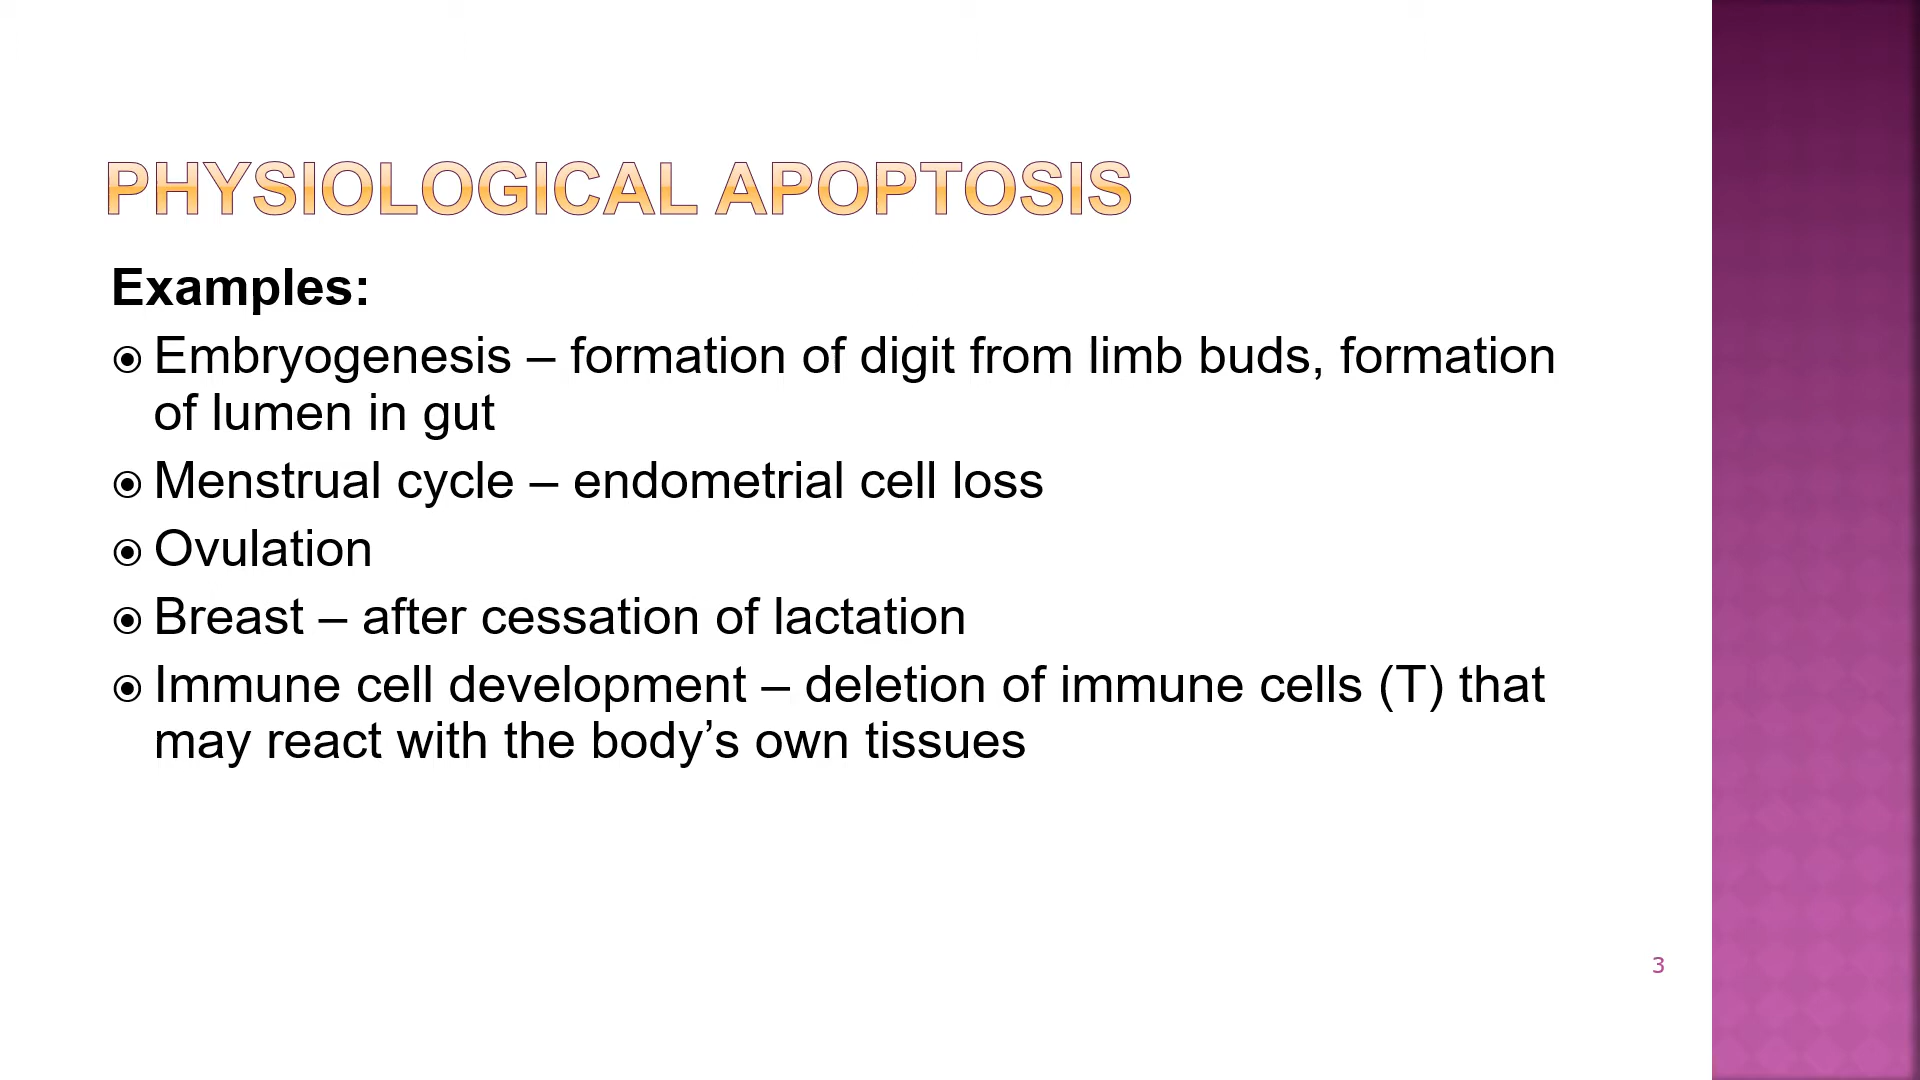 PHYSIOLOGICAL APOPTOSIS
Examples:
Embryogenesis – formation of digit from limb buds, formation
of lumen in gut
Menstrual cycle – endometrial cell loss
Ovulation
Breast – after cessation of lactation
Immune cell development – deletion of immune cells (T) that
may react with the body’s own tissues
3